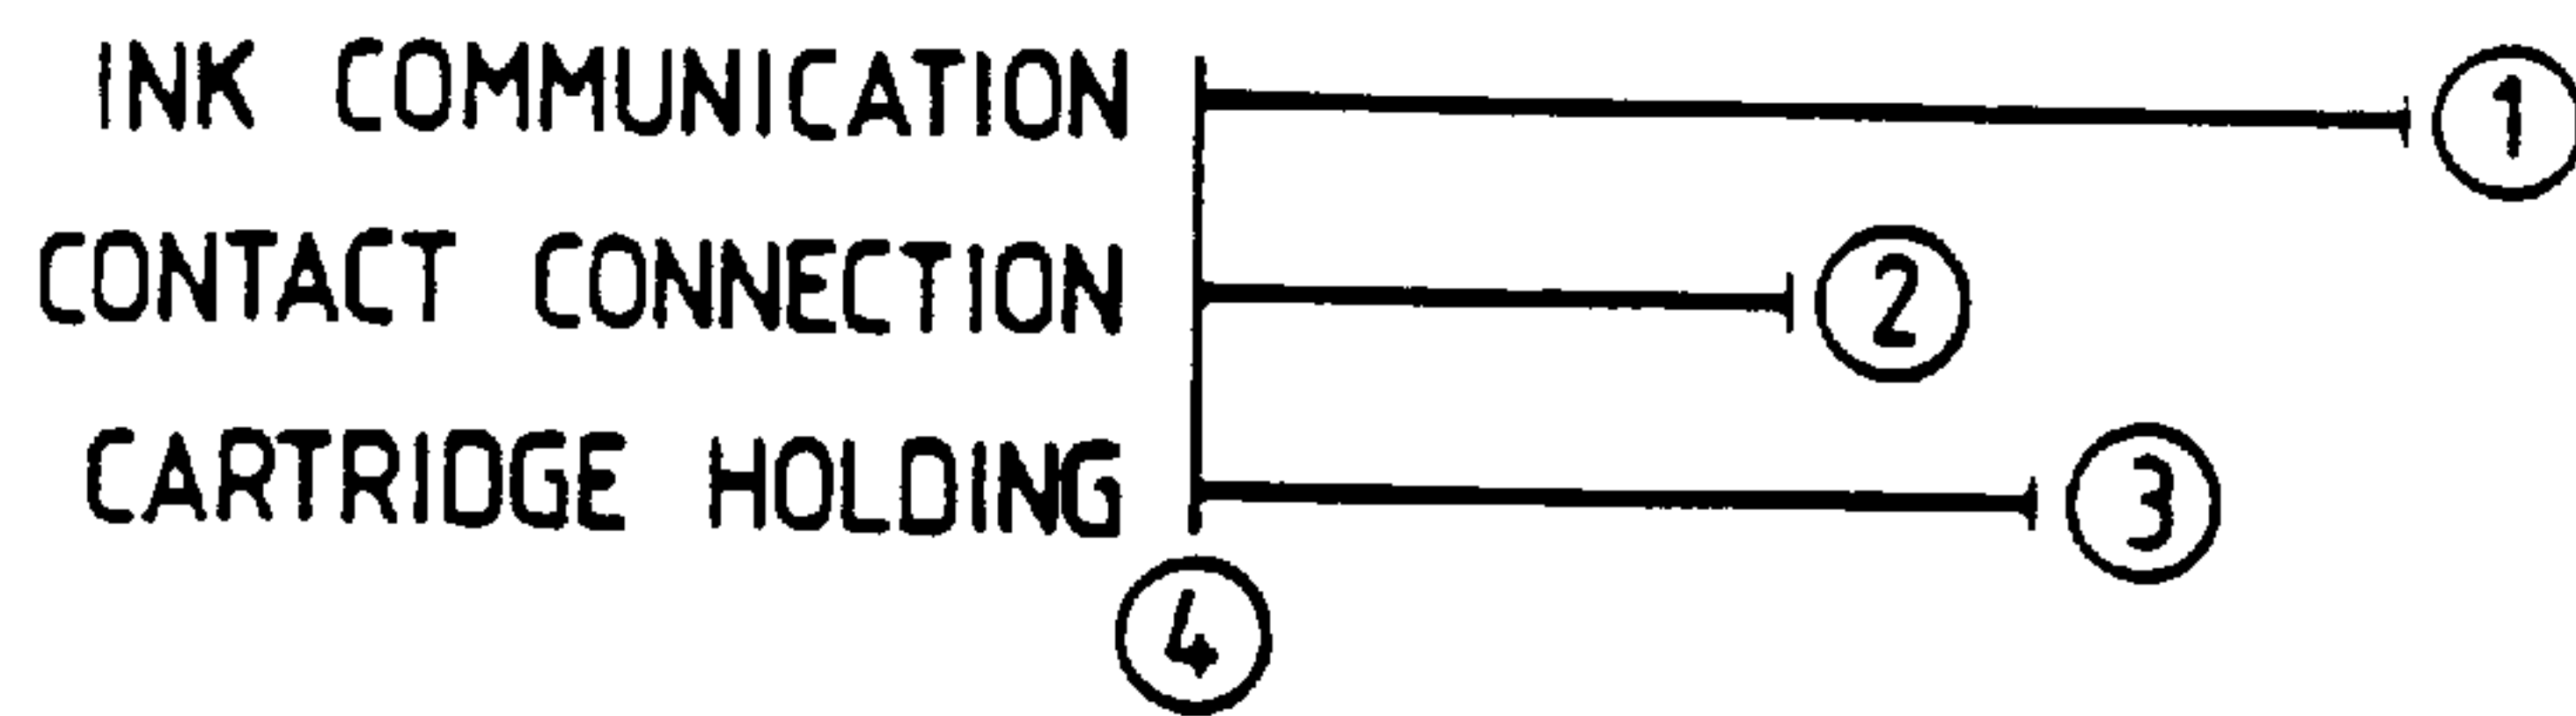 INK COMMUNICATION 1
CONTACT CONNECTION 2
CARTRIDGE HOLDING 3
4